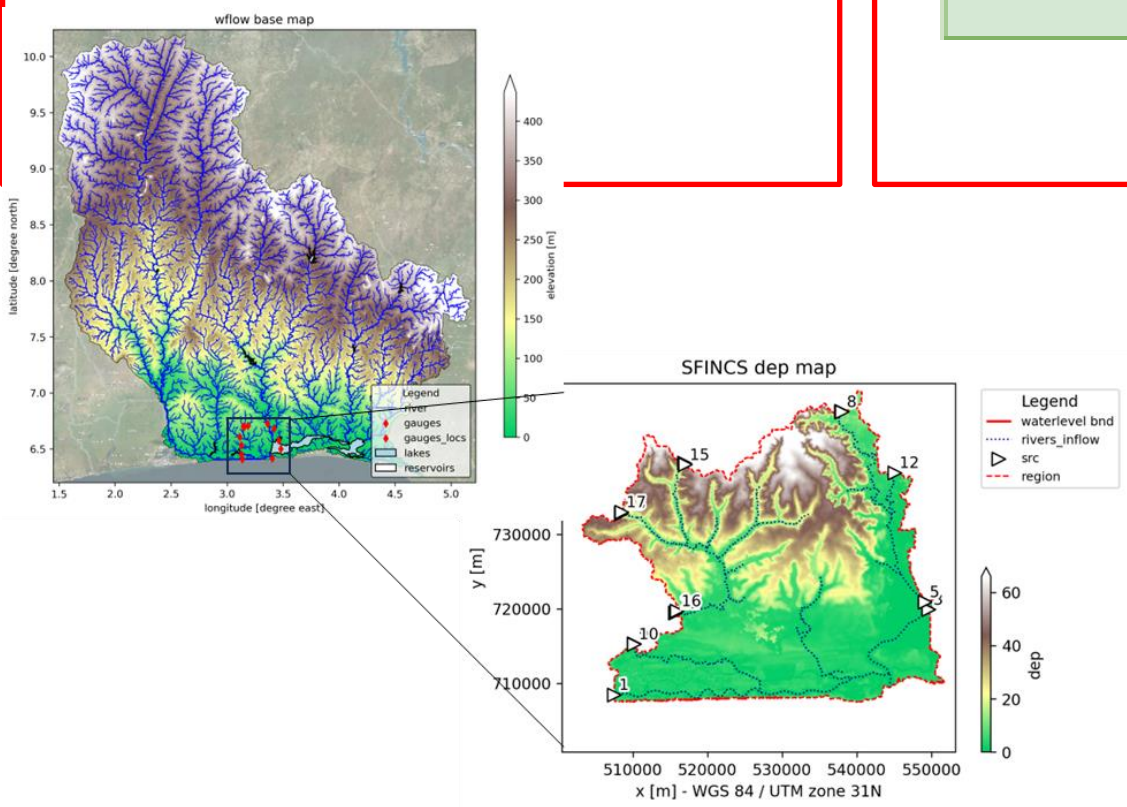 wflow base map
10.0
9.5
9.0
8.5
8.0
7.5
7.0
6.5
latitude [degree north]
1.5 2.0 2.5 3.0 3.5 4.0 4.5 5.0
longitude [degree east]
400
350
300
250
200
150
100
50
0
elevation [m]
Legend
river
gauges
gauges_locs
lakes
reservoirs
SFINCS dep map
8
15
12
17
5
16
10
1
730000
720000
710000
y [m]
510000 520000 530000 540000 550000
x [m] - WGS 84 / UTM zone 31N
Legend
waterlevel bnd
rivers_inflow
src
region
60
40
20
0
dep